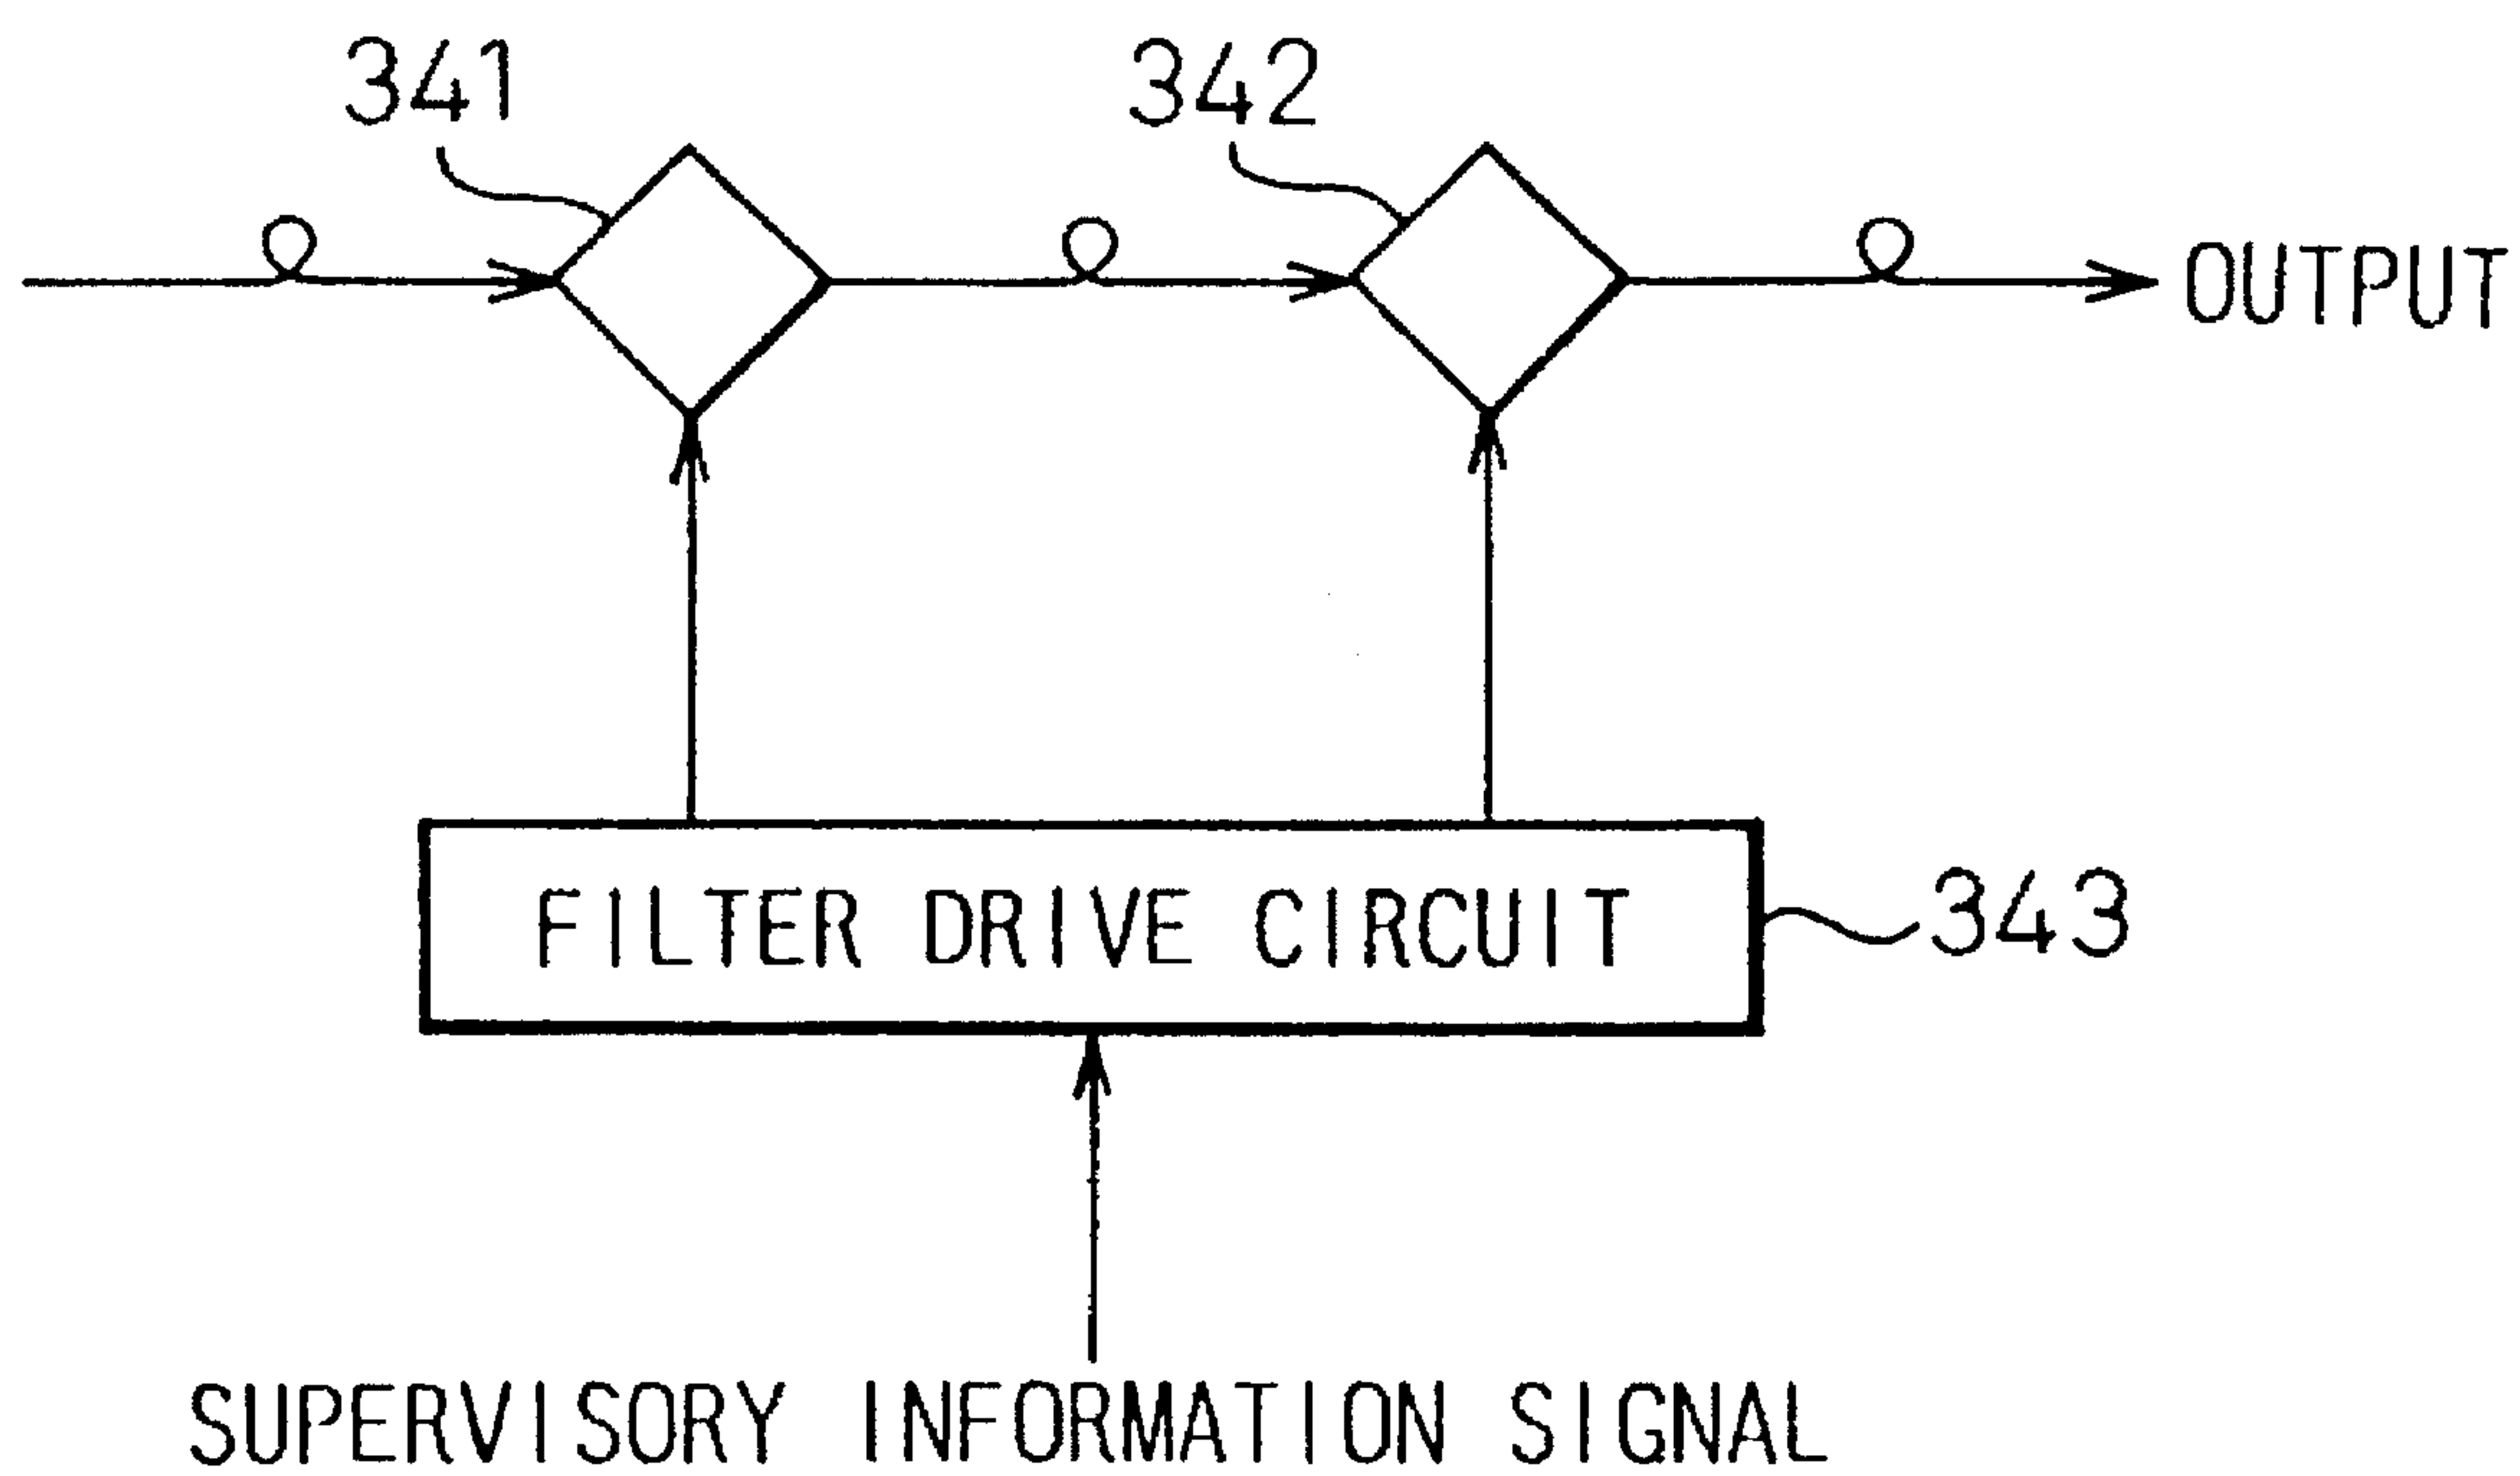 341
342
OUTPUT
FILTER DRIVE CIRCUIT
343
SUPERVISORY INFORMATION SIGNAL